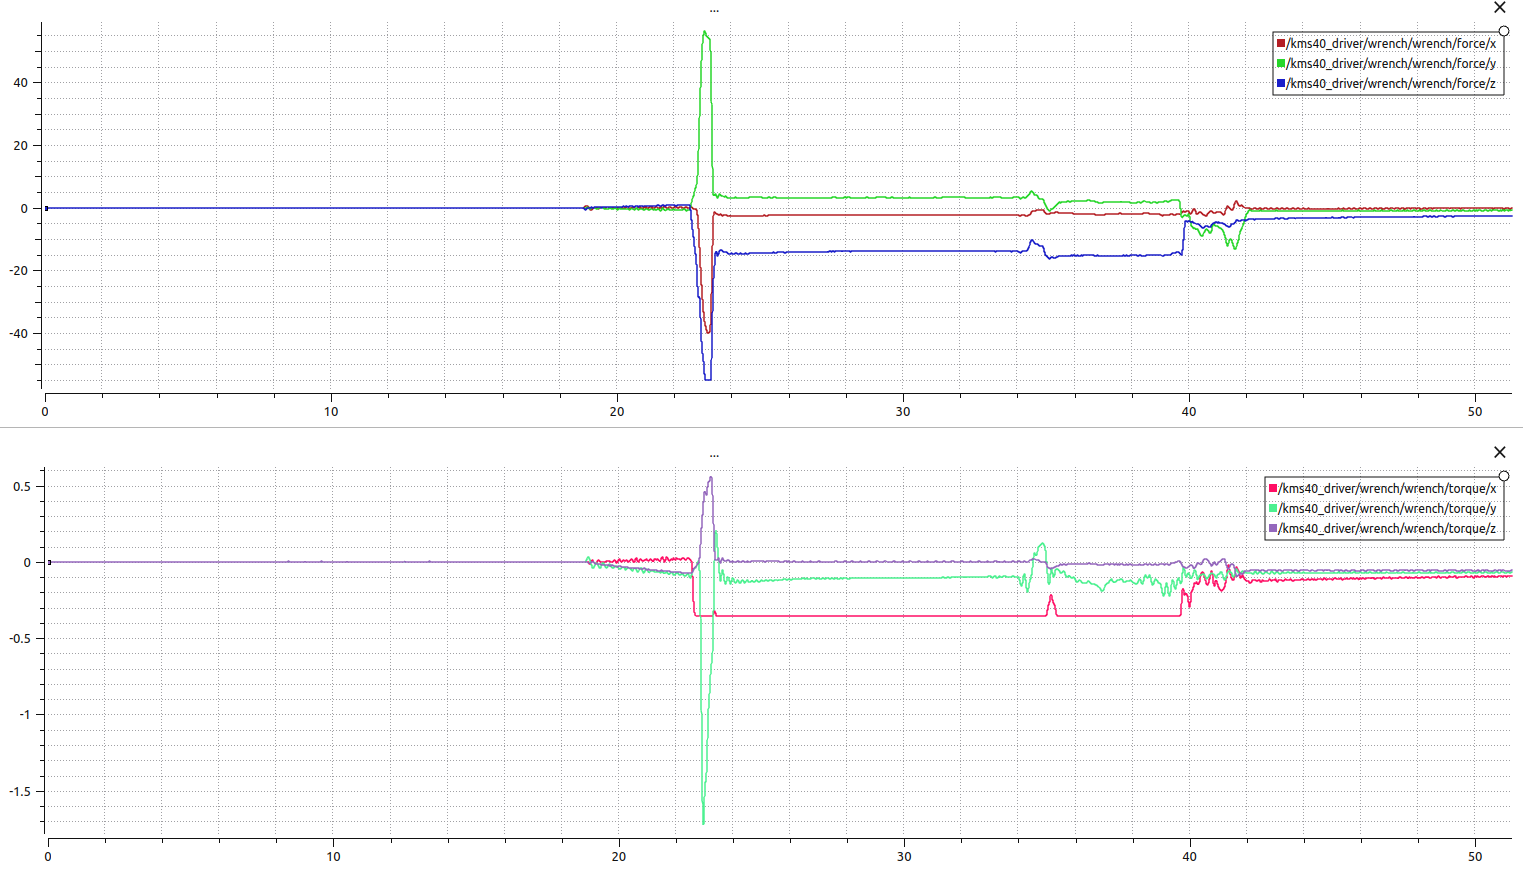 ...
/kms40_driver/wrench/wrench/force/x
/kms40_driver/wrench/wrench/force/y
/kms40_driver/wrench/wrench/force/z
40
20
0
-20
-40
0 10 20 30 40 50
...
/kms40_driver/wrench/wrench/torque/x
/kms40_driver/wrench/wrench/torque/y
/kms40_driver/wrench/wrench/torque/z
0.5
0
-0.5
-1
-1.5
0 10 20 30 40 50